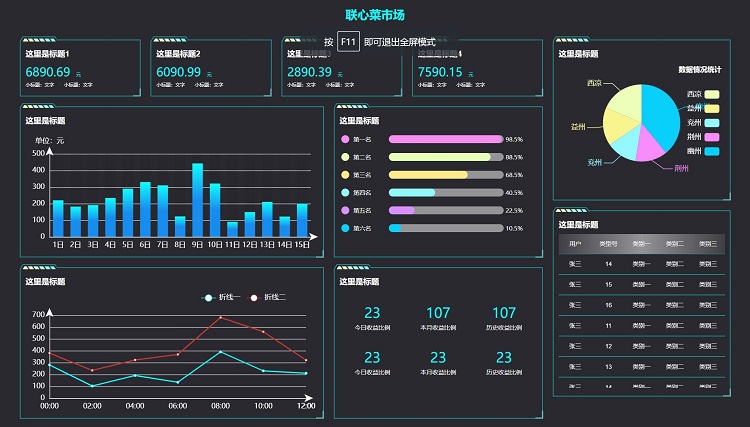 联心菜市场
按 F11 即可退出全屏模式
这里是标题1
6890.69 元
小标题：文字 小标题：文字
这里是标题2
6090.99 元
小标题：文字 小标题：文字
这里是标题
2890.39 元
小标题：文字 小标题：文字
4
7590.15 元
小标题：文字 小标题：文字
这里是标题
数据情况统计
西凉
益州
兖州
荆州
幽州
西凉
益州
兖州
荆州
这里是标题
单位：元
500
400
300
200
100
0
1日 2日 3日 4日 5日 6日 7日 8日 9日 10日 11日 12日 13日 14日 15日
这里是标题
第一名 98.5%
第二名 88.5%
第三名 68.5%
第四名 40.5%
第五名 22.5%
第六名 10.5%
这里是标题
用户 类型号 类别一 类别二 类别三
张三 14 类别一 类别二 类别三
张三 15 类别一 类别二 类别三
张三 16 类别一 类别二 类别三
张三 11 类别一 类别二 类别三
张三 12 类别一 类别二 类别三
张三 13 类别一 类别二 类别三
张三 14 类别一 类别二 类别三
这里是标题
折线一 折线二
700
600
500
400
300
200
100
0
00:00 02:00 04:00 06:00 08:00 10:00 12:00
这里是标题
23 107 107
今日收益比例 本月收益比例 历史收益比例
23 23 23
今日收益比例 本月收益比例 历史收益比例